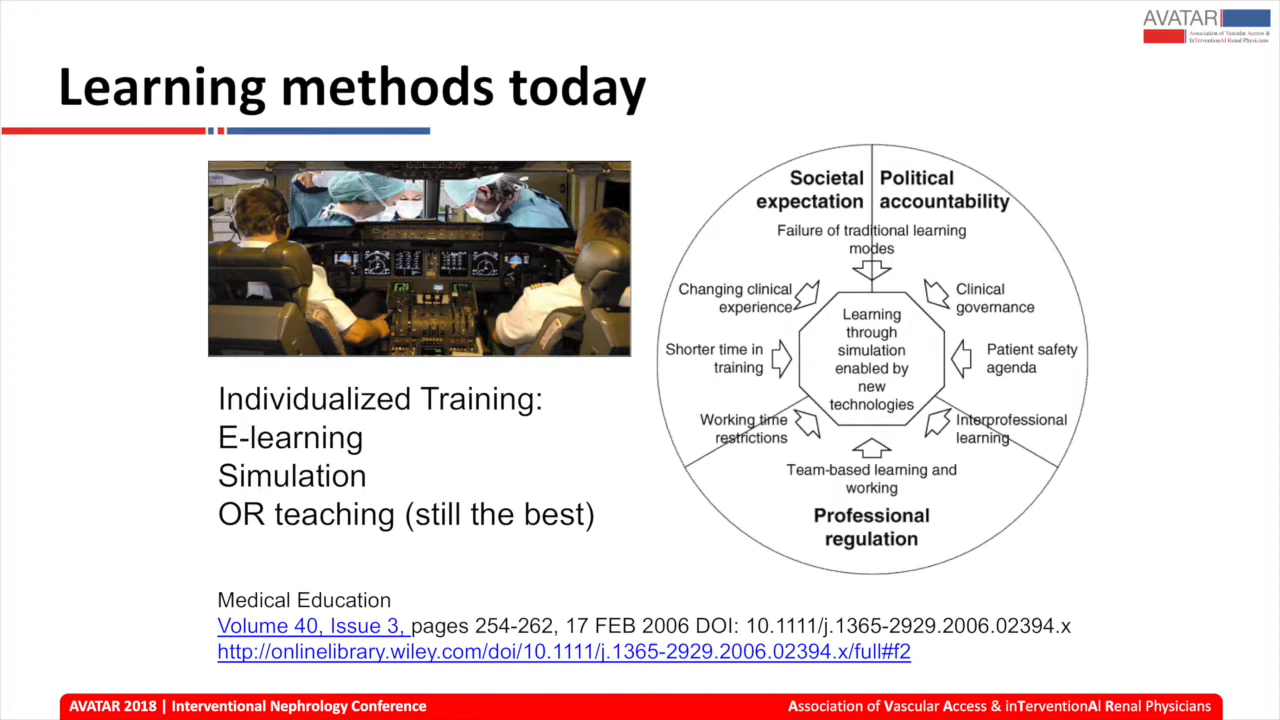 AVATAR
Association of Vascular Access &
InTerventionAl Renal Physicians
Learning methods today
Individualized Training:
E-learning
Simulation
OR teaching (still the best)
Societal
expectation
Political
accountability
Failure of traditional learning
modes
Changing clinical
experience
Clinical
governance
Shorter time in
training
Learning
through
simulation
enabled by
new
technologies
Patient safety
agenda
Working time
restrictions
Interprofessional
learning
Team-based learning and
working
Professional
regulation
Medical Education
Volume 40, Issue 3, pages 254-262, 17 FEB 2006 DOI: 10.1111/j.1365-2929.2006.02394.x
http://onlinelibrary.wiley.com/doi/10.1111/j.1365-2929.2006.02394.x/full#f2
AVATAR 2018 | Interventional Nephrology Conference
Association of Vascular Access & inTerventionAl Renal Physicians